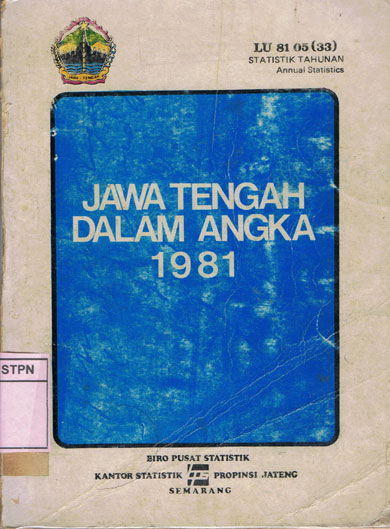 LU 81 05 (33)
STATISTIK TAHUNAN
Annual Statistics
JAWA TENGAH
DALAM ANGKA
1981
STPN
BIRO PUSAT STATISTIK
KANTOR STATISTIK PROPINSI JATENG
SEMARANG